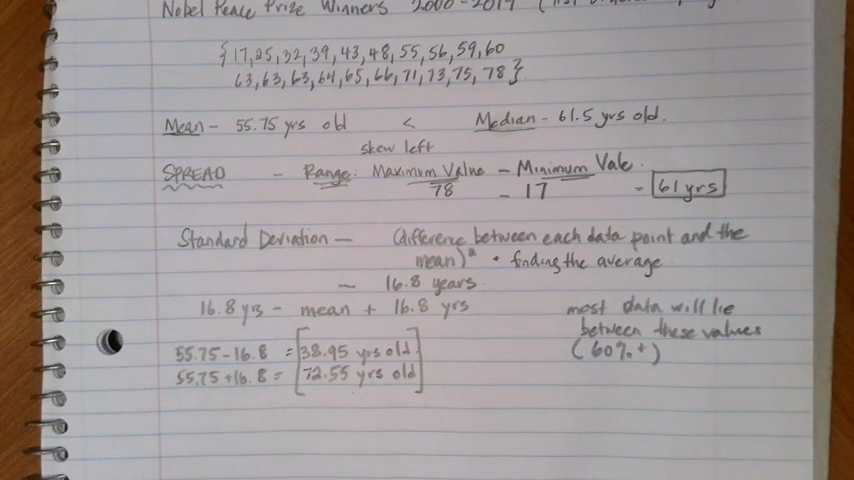 Nobel Peace Prize Winners 2000-2019
{17,25,32,39,43,48,55,56,59,60
63,63,63,64,65,66,71,73,75,78}
Mean - 55.75 yrs old < Median - 61.5 yrs old.
skew left
SPREAD - Range: Maximum Value - Minimum Vale.
78 - 17 = 61 yrs
Standard Deviation - (difference between each data point and the
mean)² • finding the average
- 16.8 years
16.8 yrs - mean + 16.8 yrs
most data will lie
between these values
(60%+)
55.75-16.8 = [38.95 yrs old]
55.75+16.8 = [72.55 yrs old]